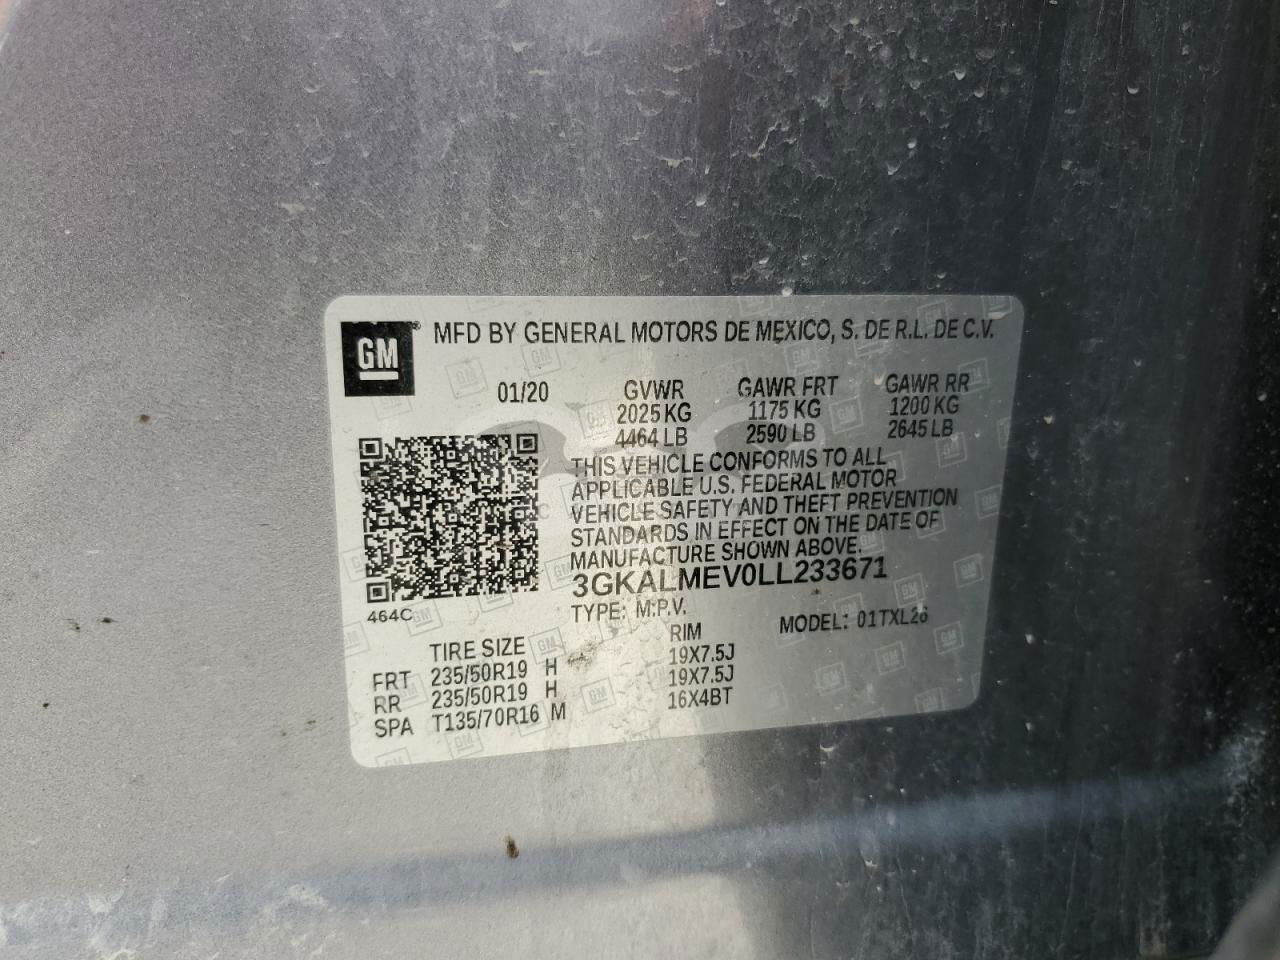 GM
MFD BY GENERAL MOTORS DE MEXICO, S. DE R.L. DE C.V.
01/20 GVWR GAWR FRT GAWR RR
2025 KG 1175 KG 1200 KG
4464 LB 2590 LB 2645 LB
THIS VEHICLE CONFORMS TO ALL
APPLICABLE U.S. FEDERAL MOTOR
VEHICLE SAFETY AND THEFT PREVENTION
STANDARDS IN EFFECT ON THE DATE OF
MANUFACTURE SHOWN ABOVE.
3GKALMEV0LL233671
464C
TYPE: M.P.V. MODEL: 01TXL26
TIRE SIZE RIM
FRT 235/50R19 H 19X7.5J
RR 235/50R19 H 19X7.5J
SPA T135/70R16 M 16X4BT